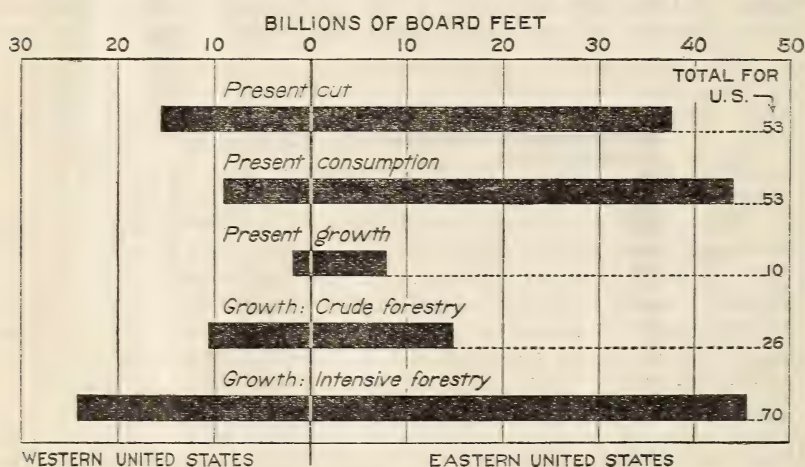 BILLIONS OF BOARD FEET
30 20 10 0 10 20 30 40 50
TOTAL FOR
U.S.
Present cut
53
Present consumption
53
Present growth
10
Growth: Crude forestry
26
Growth: Intensive forestry
70
WESTERN UNITED STATES EASTERN UNITED STATES